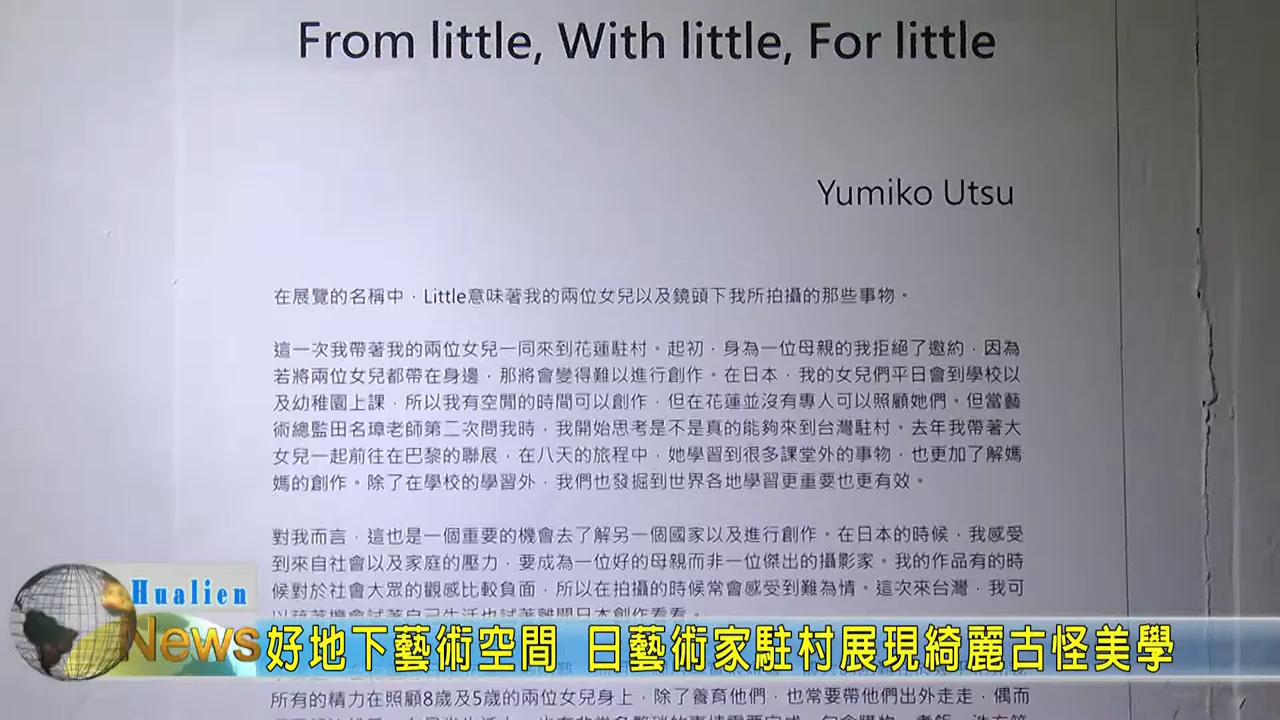 From little, With little, For little
Yumiko Utsu
在展覽的名稱中，Little意味著我的兩位女兒以及鏡頭下我所拍攝的那些事物。
這一次我帶著我的兩位女兒一同來到花蓮駐村。起初，身為一位母親的我拒絕了邀約，因為
若將兩位女兒都帶在身邊，那將會變得難以進行創作。在日本，我的女兒們平日會到學校以
及幼稚園上課，所以我有空閒的時間可以創作，但在花蓮並沒有專人可以照顧她們。但當藝
術總監田名璋老師第二次問我時，我開始思考是不是真的能夠來到台灣駐村。去年我帶著大
女兒一起前往在巴黎的聯展，在八天的旅程中，她學習到很多課堂外的事物，也更加了解媽
媽的創作。除了在學校的學習外，我們也發掘到世界各地學習更重要也更有效。
對我而言，這也是一個重要的機會去了解另一個國家以及進行創作。在日本的時候，我感受
到來自社會以及家庭的壓力，要成為一位好的母親而非一位傑出的攝影家。我的作品有的時
候對於社會大眾的觀感比較負面，所以在拍攝的時候常會感受到難為情。這次來台灣，我可
以藉著機會試著自己生活也試著離開日本創作看看。
Hualien
News
好地下藝術空間 日藝術家駐村展現綺麗古怪美學
所有的精力在照顧8歲及5歲的兩位女兒身上，除了養育他們，也常要帶他們出外走走，偶而